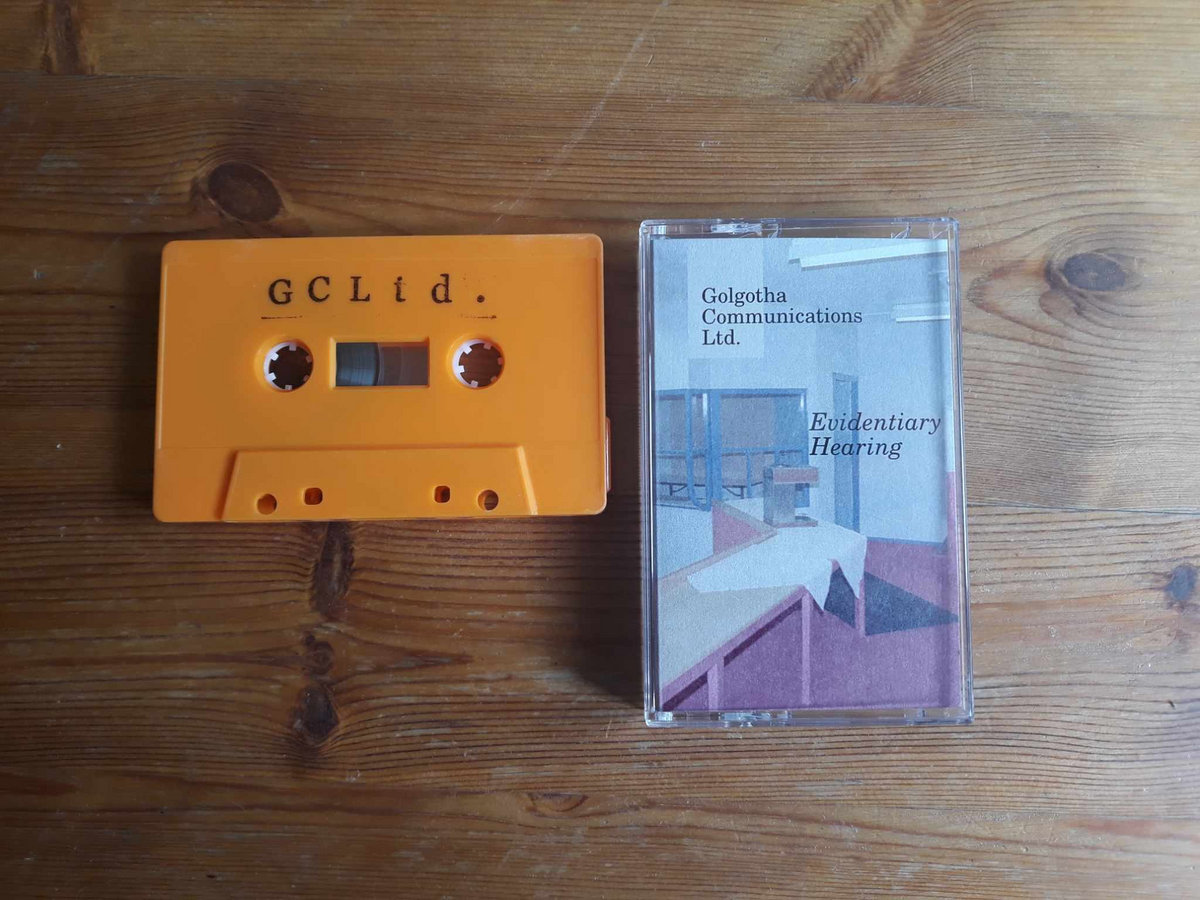 GCLtd.
Golgotha
Communications
Ltd.
Evidentiary
Hearing